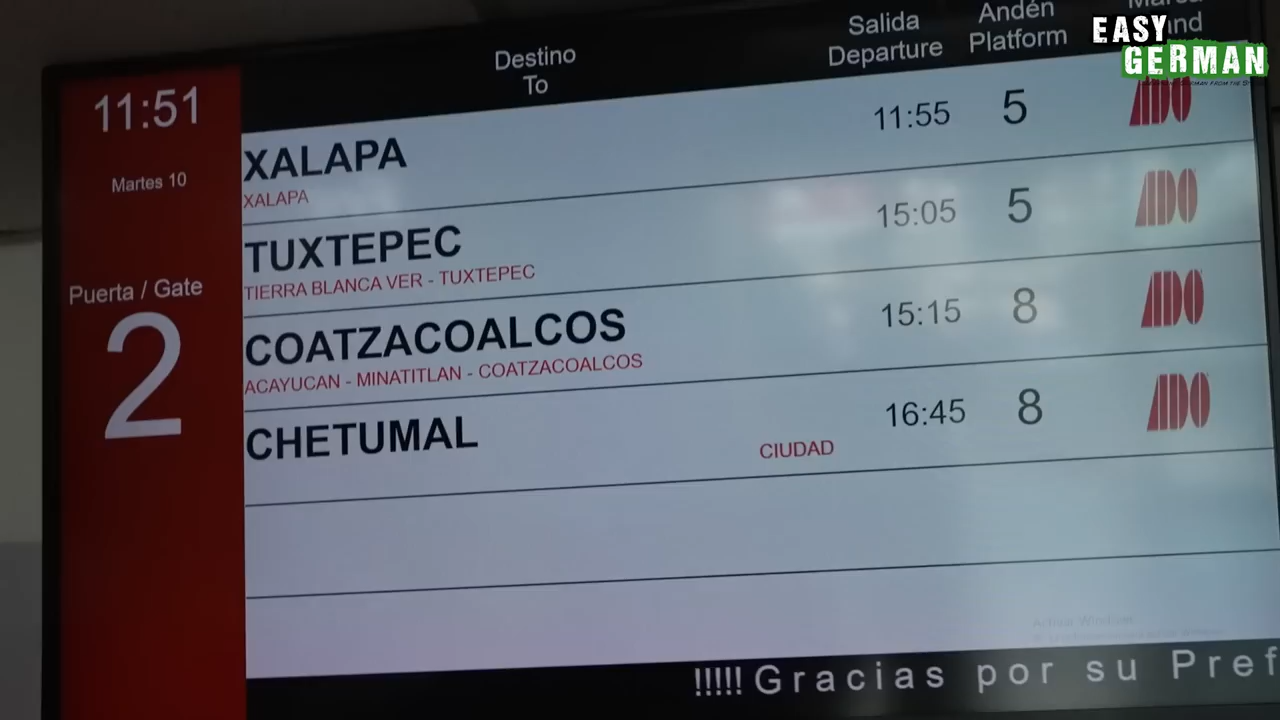 EASY
GERMAN
11:51
Martes 10
Puerta / Gate
2
Destino
To
Salida
Departure
Andén
Platform
XALAPA 11:55 5 ADO
XALAPA
TUXTEPEC 15:05 5 ADO
TIERRA BLANCA VER - TUXTEPEC
COATZACOALCOS 15:15 8 ADO
ACAYUCAN - MINATITLAN - COATZACOALCOS
CHETUMAL 16:45 8 ADO
CIUDAD
!!!!! Gracias por su Pref